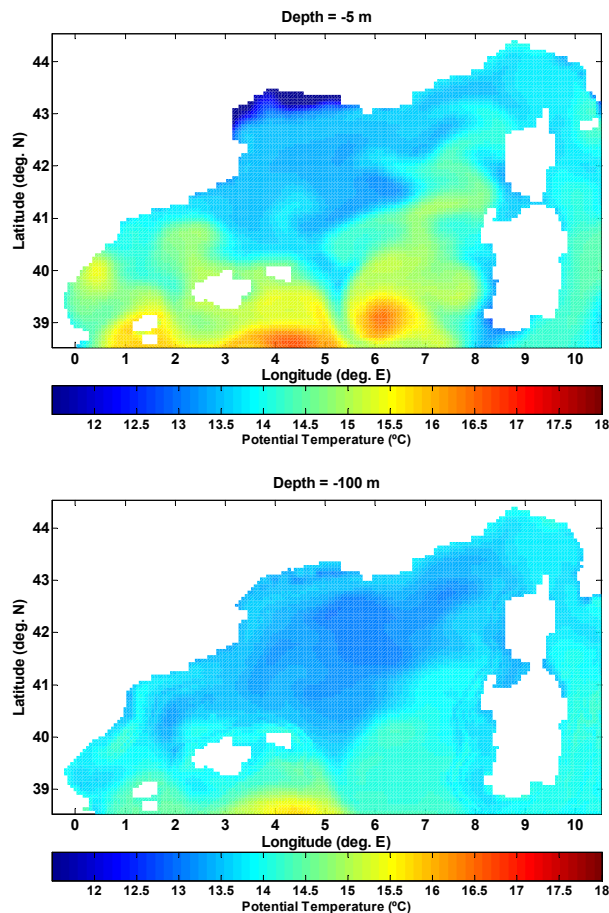 Depth = -5 m
44
43
42
41
40
39
Latitude (deg. N)
0 1 2 3 4 5 6 7 8 9 10
Longitude (deg. E)
12 12.5 13 13.5 14 14.5 15 15.5 16 16.5 17 17.5 18
Potential Temperature (ºC)
Depth = -100 m
44
43
42
41
40
39
Latitude (deg. N)
0 1 2 3 4 5 6 7 8 9 10
Longitude (deg. E)
12 12.5 13 13.5 14 14.5 15 15.5 16 16.5 17 17.5 18
Potential Temperature (ºC)